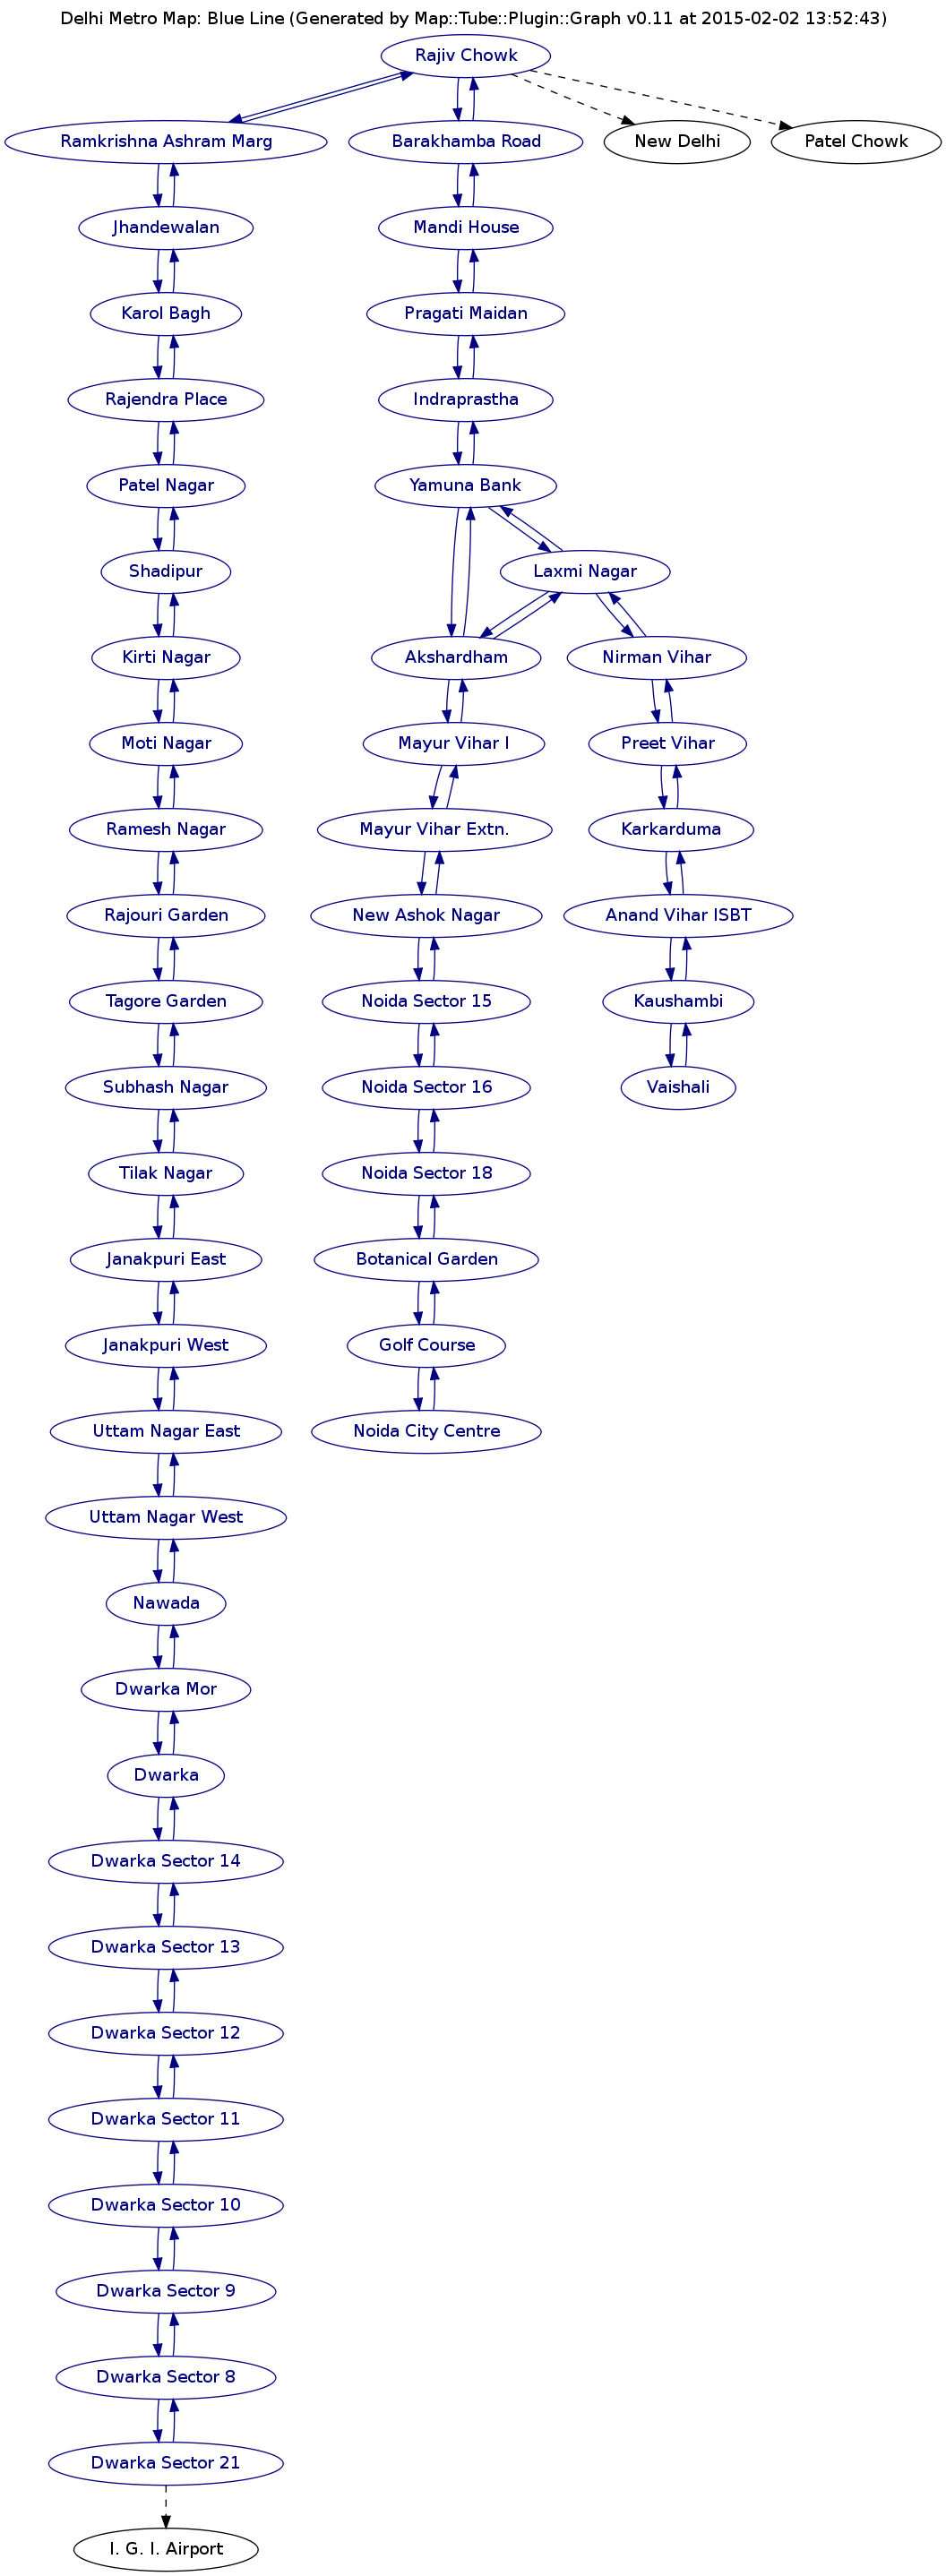 Delhi Metro Map: Blue Line (Generated by Map::Tube::Plugin::Graph v0.11 at 2015-02-02 13:52:43)
Rajiv Chowk
Ramkrishna Ashram Marg
Barakhamba Road
New Delhi
Patel Chowk
Jhandewalan
Mandi House
Karol Bagh
Pragati Maidan
Rajendra Place
Indraprastha
Patel Nagar
Yamuna Bank
Shadipur
Laxmi Nagar
Kirti Nagar
Akshardham
Nirman Vihar
Moti Nagar
Mayur Vihar I
Preet Vihar
Ramesh Nagar
Mayur Vihar Extn.
Karkarduma
Rajouri Garden
New Ashok Nagar
Anand Vihar ISBT
Tagore Garden
Noida Sector 15
Kaushambi
Subhash Nagar
Noida Sector 16
Vaishali
Tilak Nagar
Noida Sector 18
Janakpuri East
Botanical Garden
Janakpuri West
Golf Course
Uttam Nagar East
Noida City Centre
Uttam Nagar West
Nawada
Dwarka Mor
Dwarka
Dwarka Sector 14
Dwarka Sector 13
Dwarka Sector 12
Dwarka Sector 11
Dwarka Sector 10
Dwarka Sector 9
Dwarka Sector 8
Dwarka Sector 21
I. G. I. Airport